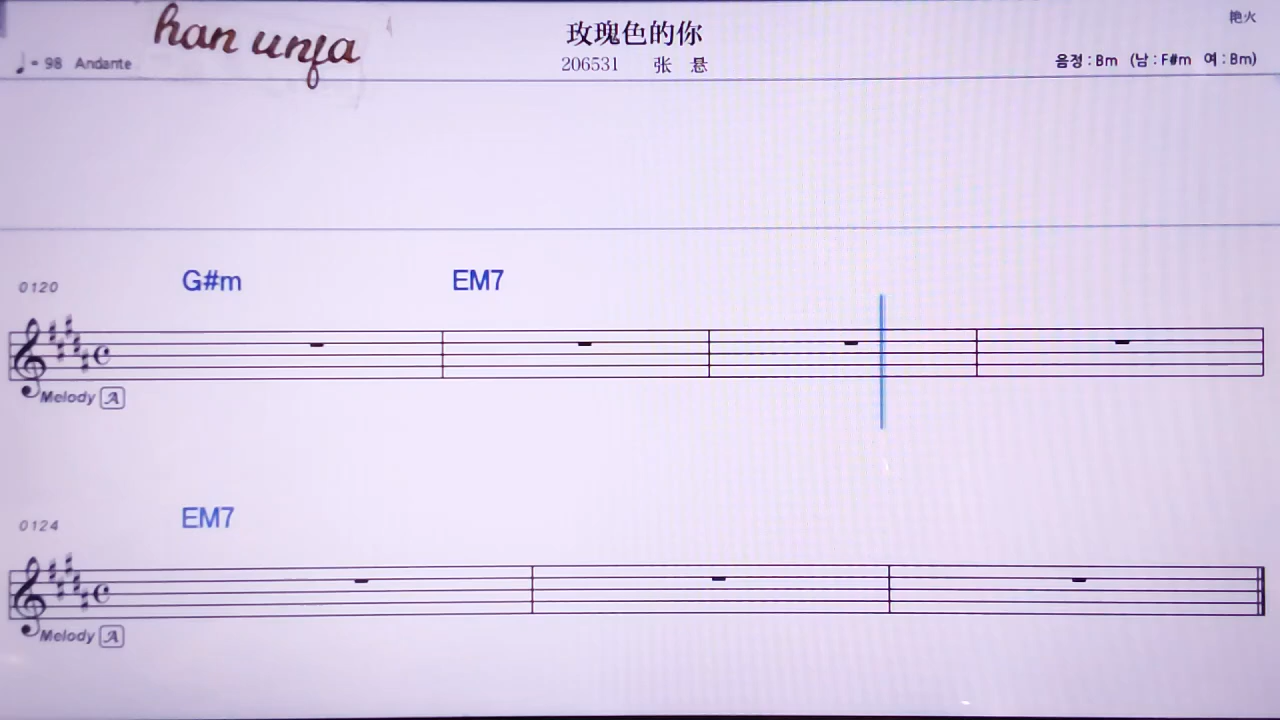 han unfa
玫瑰色的你
艳火
♩= 98 Andante
206531 张 悬
음정 : Bm (남 : F#m 여 : Bm)
0120
G#m EM7
Melody A
0124
EM7
Melody A